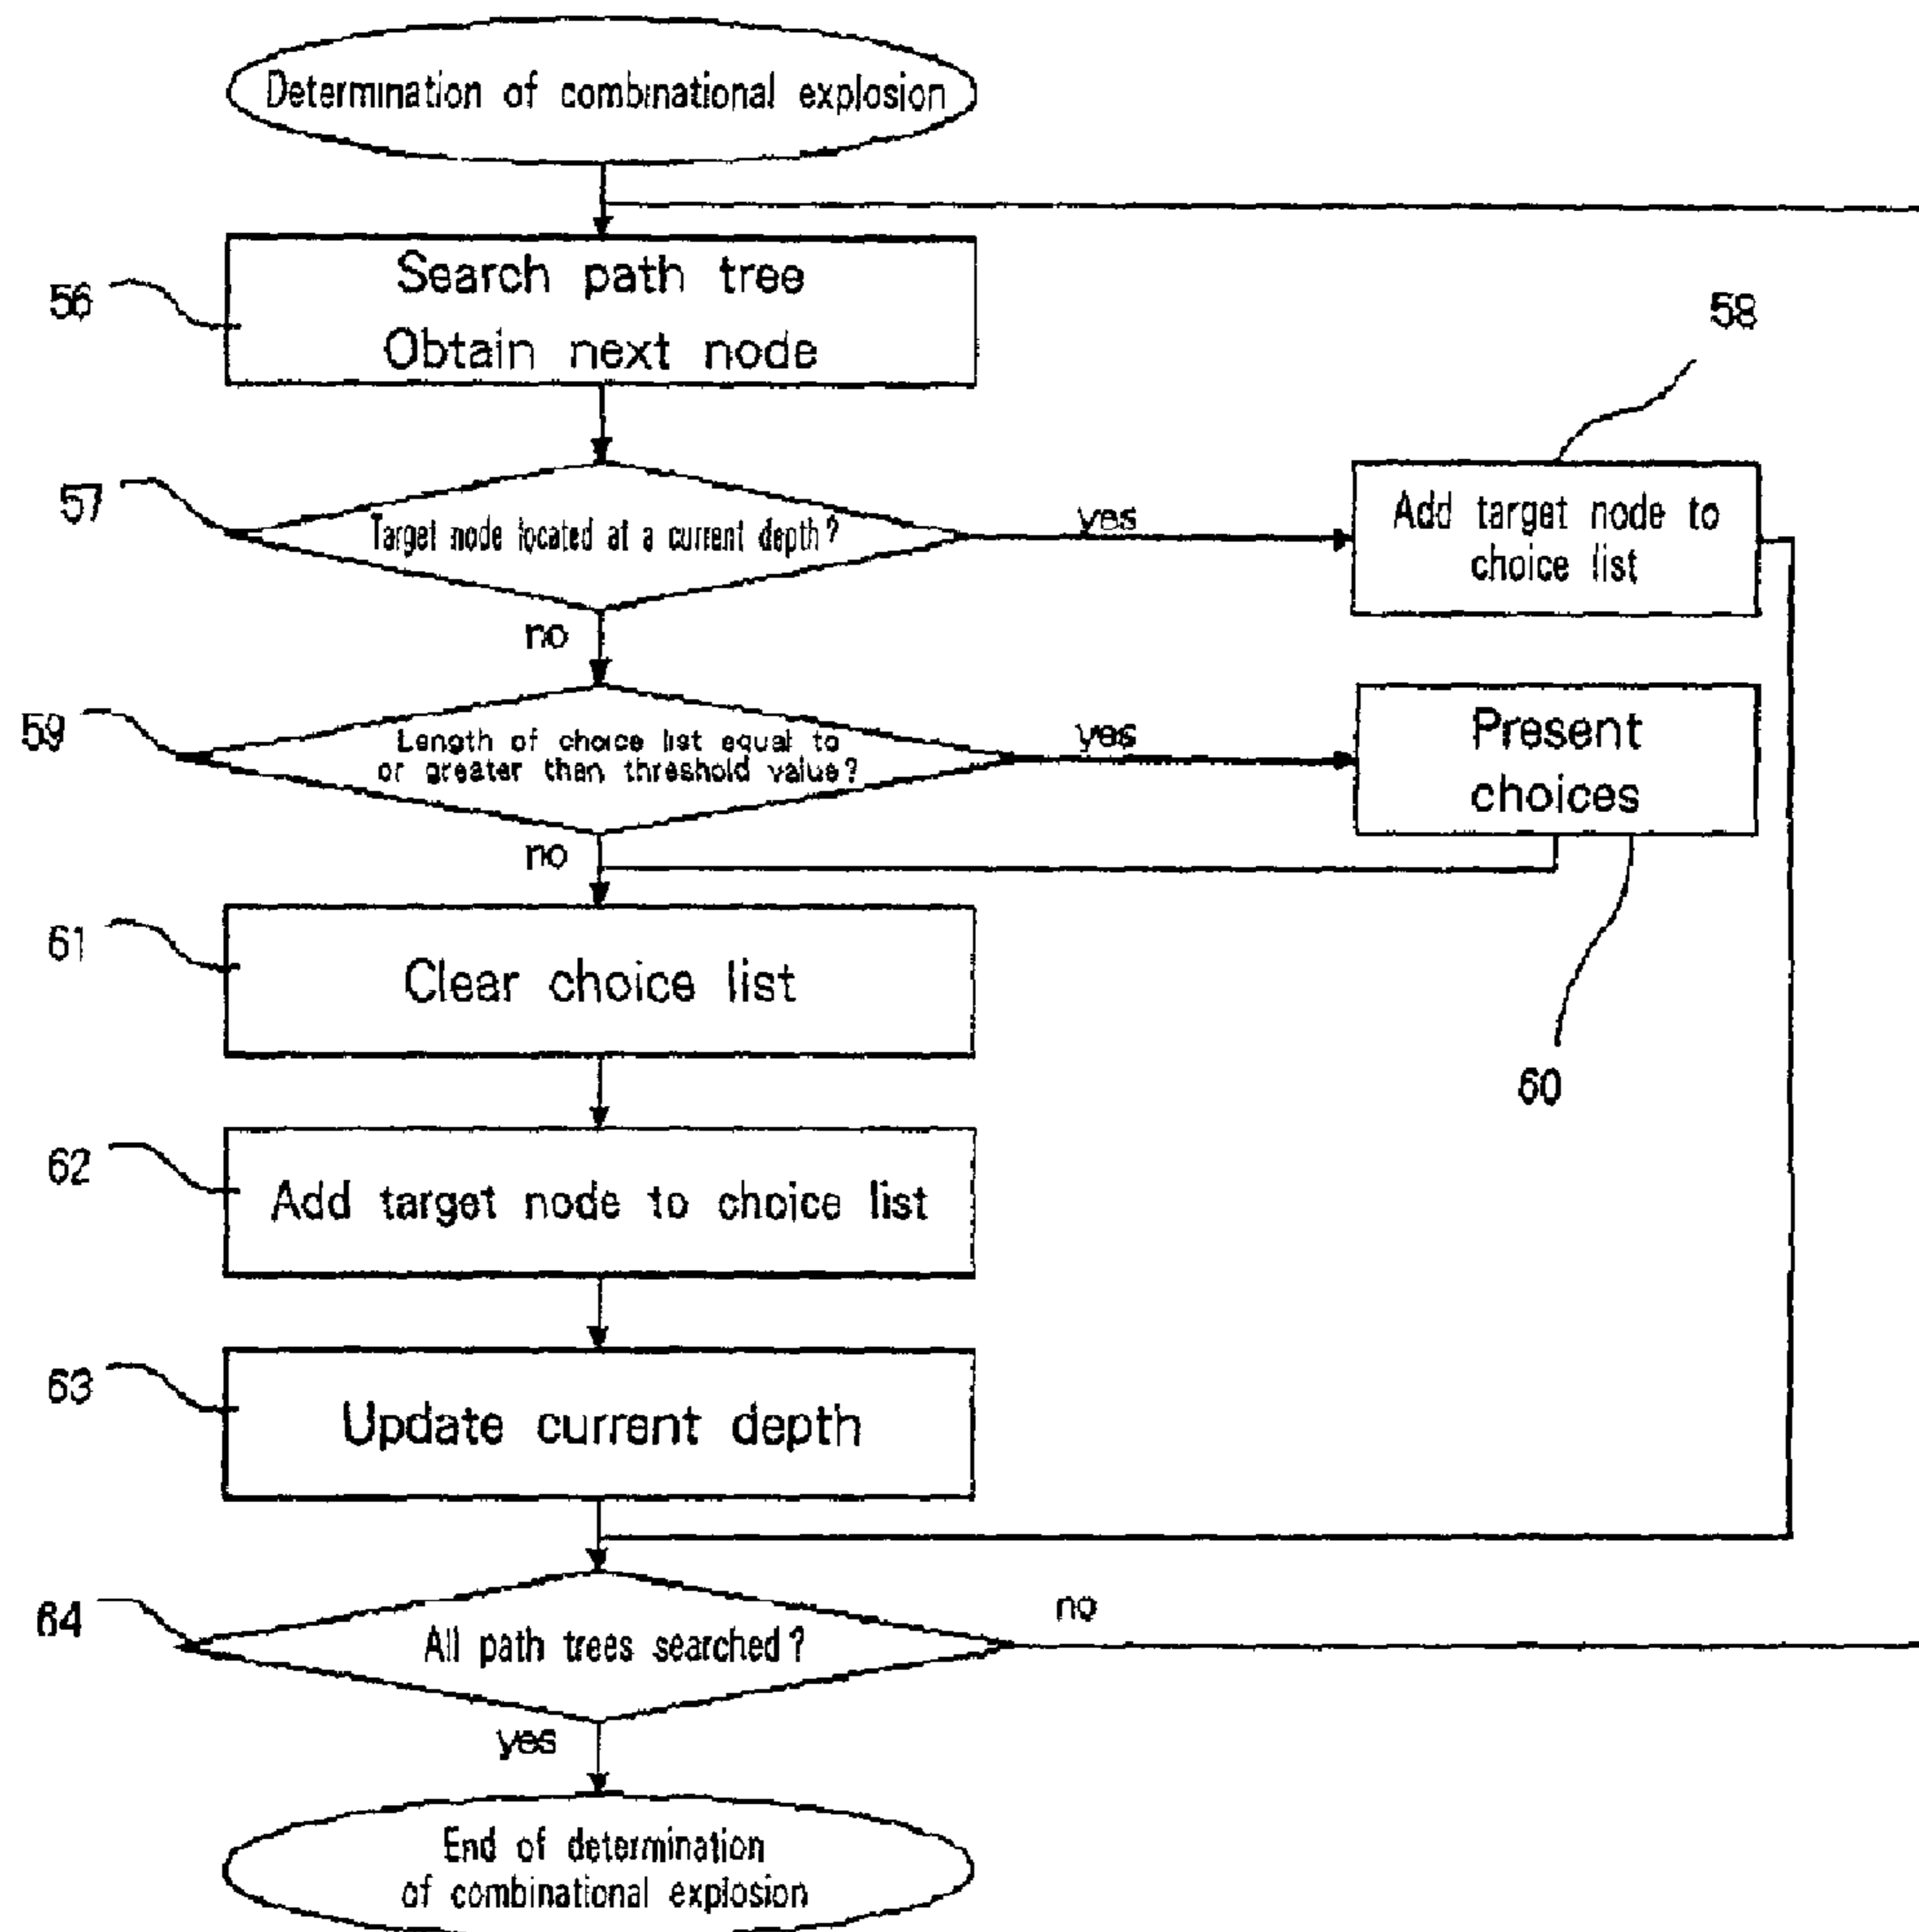 Determination of combinational explosion
56
Search path tree
Obtain next node
58
57
Target node located at a current depth?
yes
Add target node to
choice list
no
59
Length of choice list equal to
or greater than threshold value?
yes
Present
choices
no
61
Clear choice list
60
62
Add target node to choice list
63
Update current depth
64
All path trees searched?
no
yes
End of determination
of combinational explosion